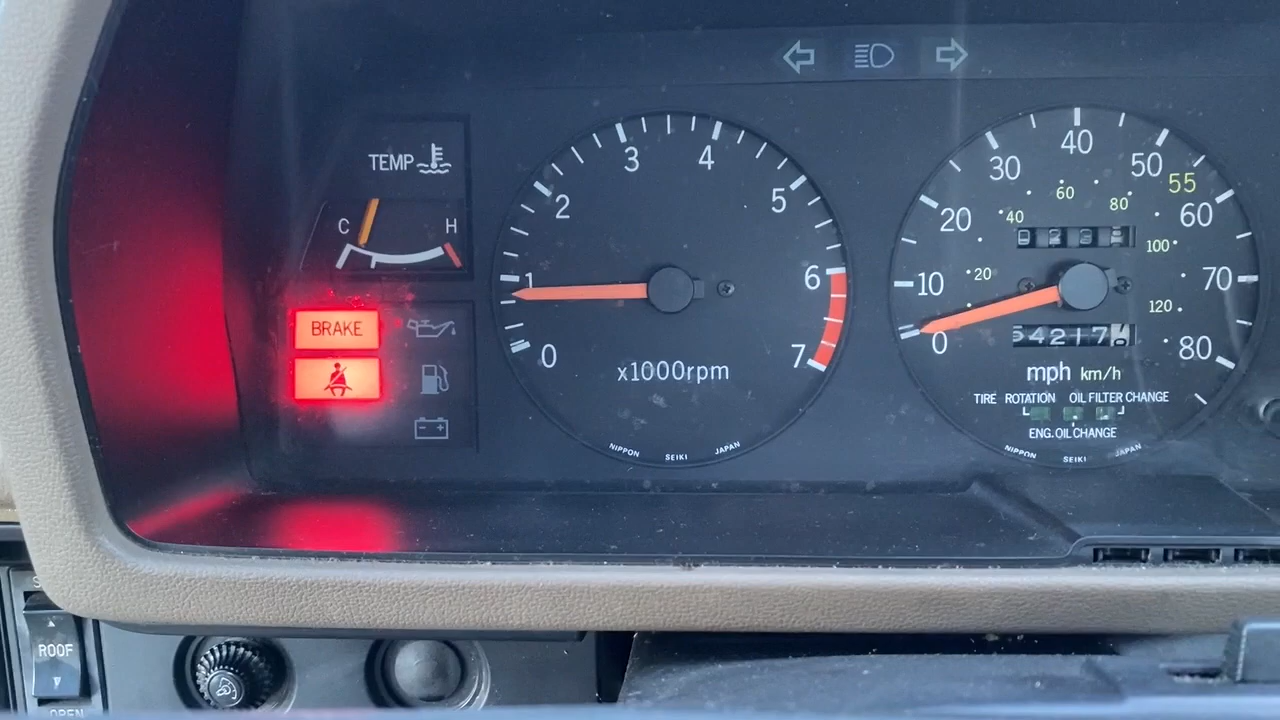 TEMP
C H
BRAKE
0 1 2 3 4 5 6 7
x1000rpm
NIPPON SEIKI JAPAN
0 10 20 30 40 50 55 60 70 80
20 40 60 80 100 120
54217
mph km/h
TIRE ROTATION OIL FILTER CHANGE
ENG. OIL CHANGE
NIPPON SEIKI JAPAN
ROOF
OPEN